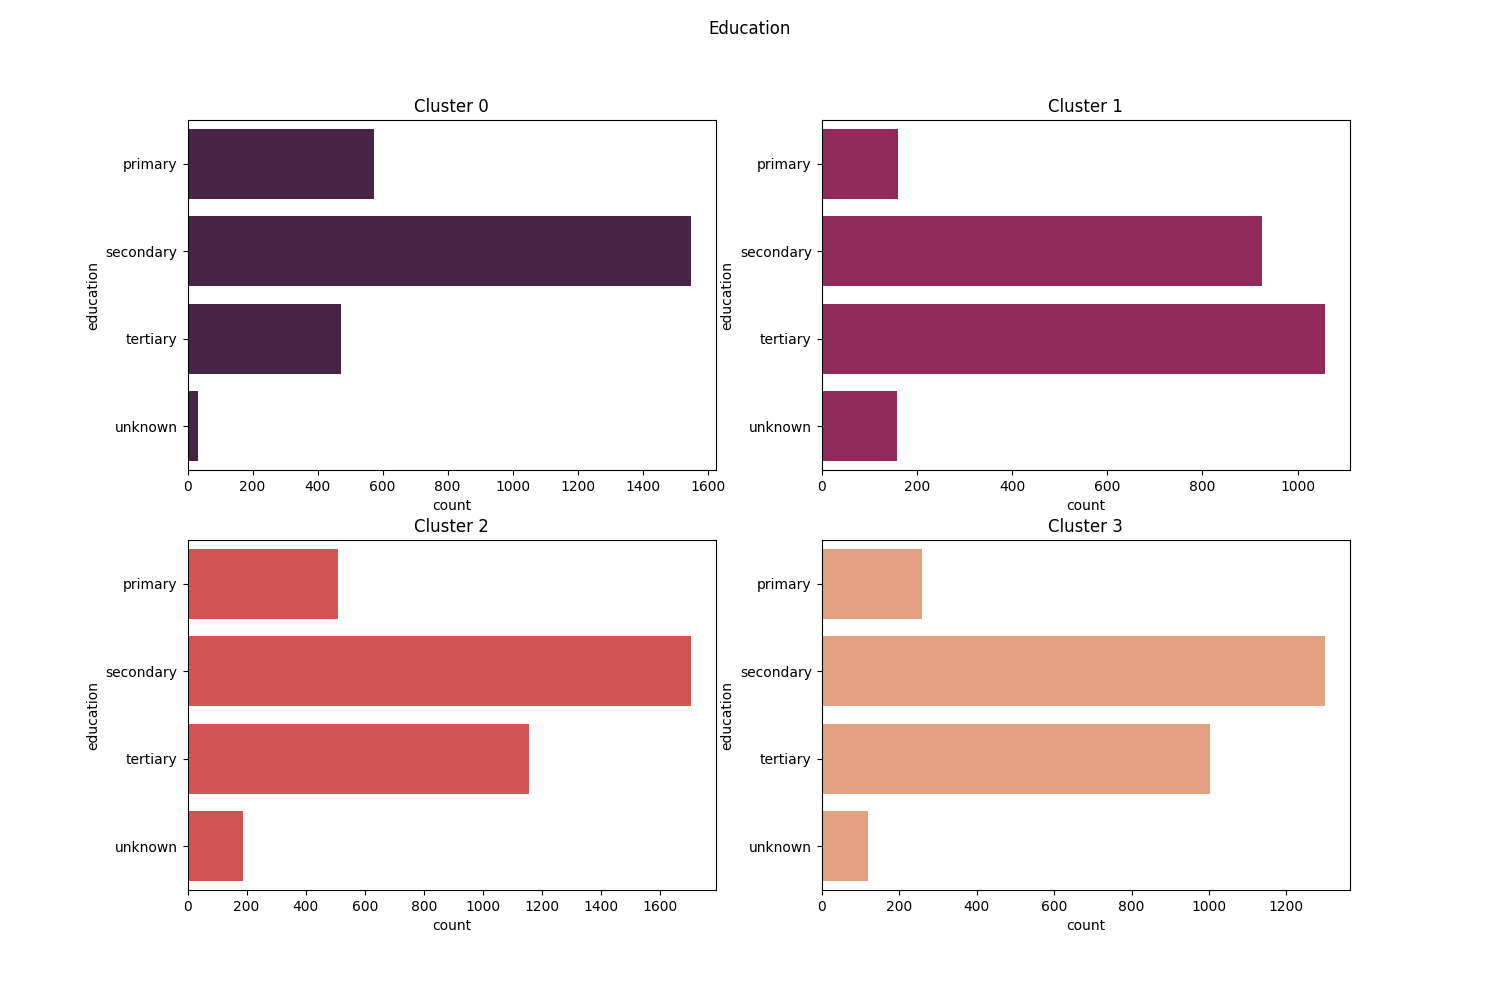 Education
Cluster 0
primary
secondary
tertiary
unknown
education
0 200 400 600 800 1000 1200 1400 1600
count
Cluster 1
primary
secondary
tertiary
unknown
education
0 200 400 600 800 1000
count
Cluster 2
primary
secondary
tertiary
unknown
education
0 200 400 600 800 1000 1200 1400 1600
count
Cluster 3
primary
secondary
tertiary
unknown
education
0 200 400 600 800 1000 1200
count